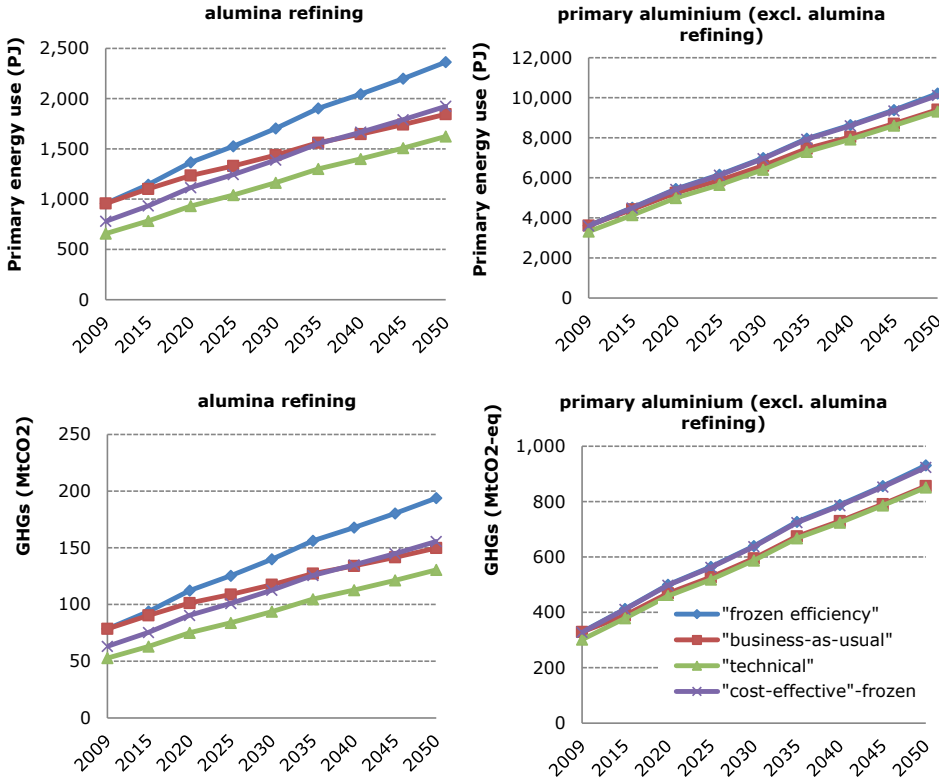 alumina refining
Primary energy use (PJ)
2,500
2,000
1,500
1,000
500
0
2009 2015 2020 2025 2030 2035 2040 2045 2050
primary aluminium (excl. alumina
refining)
Primary energy use (PJ)
12,000
10,000
8,000
6,000
4,000
2,000
0
2009 2015 2020 2025 2030 2035 2040 2045 2050
alumina refining
GHGs (MtCO2)
250
200
150
100
50
0
2009 2015 2020 2025 2030 2035 2040 2045 2050
primary aluminium (excl. alumina
refining)
GHGs (MtCO2-eq)
1,000
800
600
400
200
0
"frozen efficiency"
"business-as-usual"
"technical"
"cost-effective"-frozen
2009 2015 2020 2025 2030 2035 2040 2045 2050